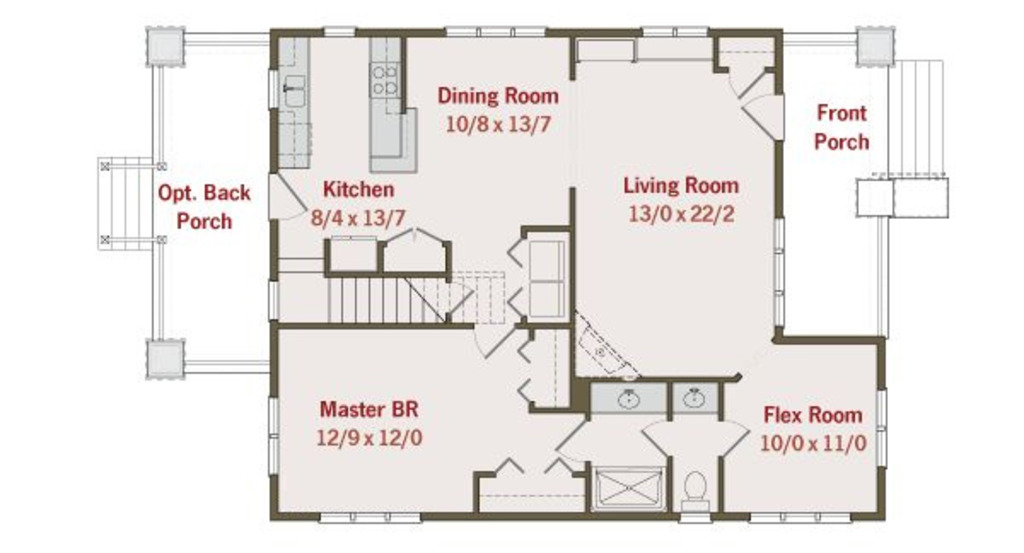 Dining Room
10/8 x 13/7
Front
Porch
Opt. Back
Porch
Kitchen
8/4 x 13/7
Living Room
13/0 x 22/2
Master BR
12/9 x 12/0
Flex Room
10/0 x 11/0